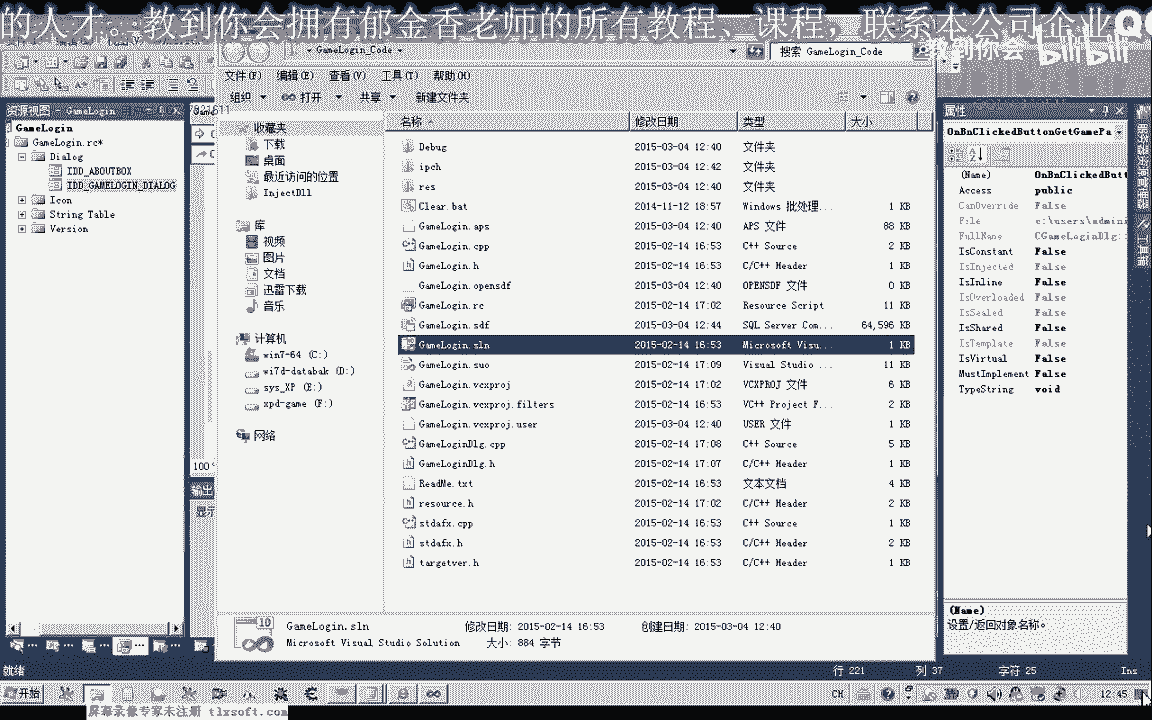 的人才。教到你会拥有郁金香老师的所有教程、课程，联系本公司企业QQ
教到你会 bilibili
GameLogin_Code
搜索 GameLogin_Code
文件(F) 编辑(E) 查看(V) 工具(T) 帮助(H)
组织 打开 共享 新建文件夹
资源视图 - GameLogin
GameLogin
GameLogin.rc*
Dialog
IDD_ABOUTBOX
IDD_GAMELOGIN_DIALOG
Icon
String Table
Version
收藏夹
下载
桌面
最近访问的位置
InjectDll
库
视频
图片
文档
迅雷下载
音乐
计算机
win7-64 (C:)
wi7d-databak (D:)
sys_XP (E:)
xpd-game (F:)
网络
名称 修改日期 类型 大小
Debug 2015-03-04 12:40 文件夹
ipch 2015-03-04 12:42 文件夹
res 2015-03-04 12:40 文件夹
Clear.bat 2014-11-12 18:57 Windows 批处理... 1 KB
GameLogin.aps 2015-03-04 12:40 APS 文件 88 KB
GameLogin.cpp 2015-02-14 16:53 C++ Source 2 KB
GameLogin.h 2015-02-14 16:53 C/C++ Header 1 KB
GameLogin.opensdf 2015-03-04 12:40 OPENSDF 文件 0 KB
GameLogin.rc 2015-02-14 17:02 Resource Script 11 KB
GameLogin.sdf 2015-03-04 12:44 SQL Server Com... 64,596 KB
GameLogin.sln 2015-02-14 16:53 Microsoft Visu... 1 KB
GameLogin.suo 2015-02-14 17:09 Visual Studio ... 11 KB
GameLogin.vcxproj 2015-02-14 17:02 VCXPROJ 文件 6 KB
GameLogin.vcxproj.filters 2015-02-14 16:53 VC++ Project F... 2 KB
GameLogin.vcxproj.user 2015-03-04 12:40 USER 文件 1 KB
GameLoginDlg.cpp 2015-02-14 17:08 C++ Source 5 KB
GameLoginDlg.h 2015-02-14 17:07 C/C++ Header 1 KB
ReadMe.txt 2015-02-14 16:53 文本文档 4 KB
resource.h 2015-02-14 17:02 C/C++ Header 2 KB
stdafx.cpp 2015-02-14 16:53 C++ Source 1 KB
stdafx.h 2015-02-14 16:53 C/C++ Header 2 KB
targetver.h 2015-02-14 16:53 C/C++ Header 1 KB
GameLogin.sln 修改日期: 2015-02-14 16:53 创建日期: 2015-03-04 12:40
Microsoft Visual Studio Solution 大小: 884 字节
100
输出
显示
属性
OnBnClickedButtonGetGamePa
(Name) OnBnClickedButt
Access public
CanOverride False
File c:\users\admini
FullName CGameLoginDlg::
IsConstant False
IsInjected False
IsInline False
IsOverloaded False
IsSealed False
IsShared False
IsTemplate False
IsVirtual False
MustImplement False
TypeString void
(Name)
设置/返回对象名称。
服务器资源管理器
工具箱
就绪 行 221 列 37 字符 25 Ins
开始 CH 12:45
屏幕录像专家未注册 tlxsoft.com